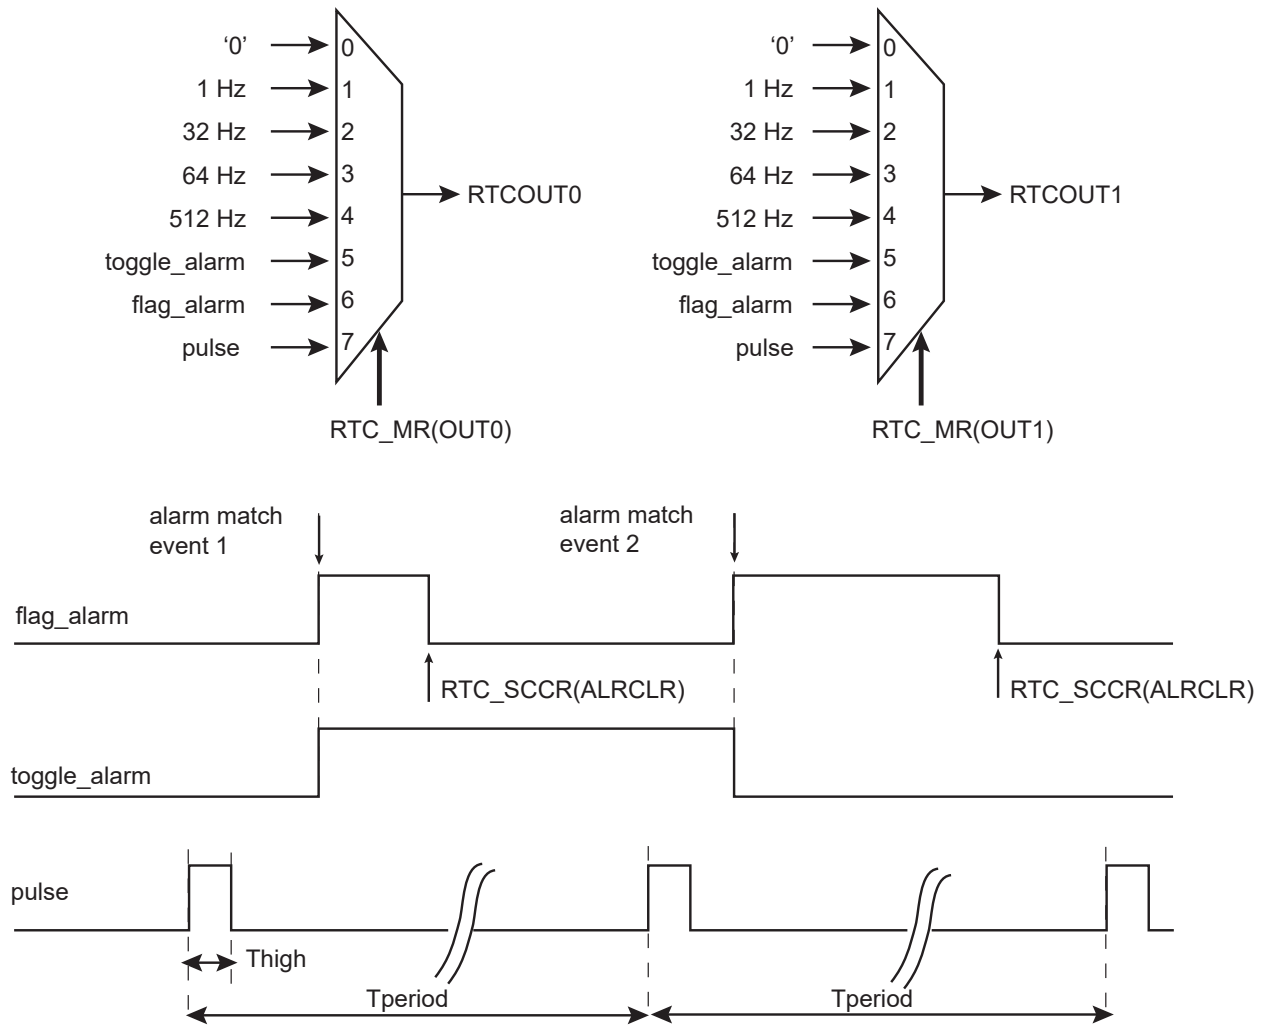 ‘0’ 0 ‘0’ 0
1 Hz 1 1 Hz 1
32 Hz 2 32 Hz 2
64 Hz 3 64 Hz 3
RTCOUT0 RTCOUT1
512 Hz 4 512 Hz 4
toggle_alarm 5 toggle_alarm 5
flag_alarm 6 flag_alarm 6
pulse 7 pulse 7
RTC_MR(OUT0) RTC_MR(OUT1)
alarm match alarm match
event 1 event 2
flag_alarm
RTC_SCCR(ALRCLR) RTC_SCCR(ALRCLR)
toggle_alarm
pulse
Thigh
Tperiod Tperiod